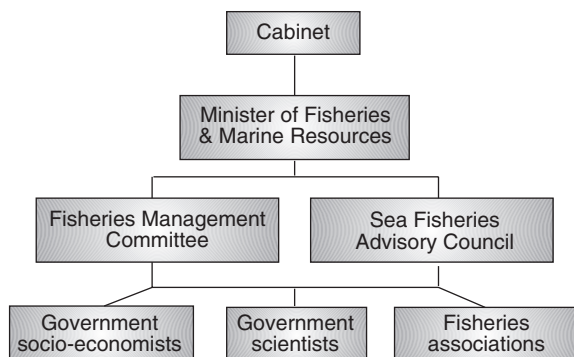 Cabinet
Minister of Fisheries
& Marine Resources
Fisheries Management
Committee
Sea Fisheries
Advisory Council
Government
socio-economists
Government
scientists
Fisheries
associations